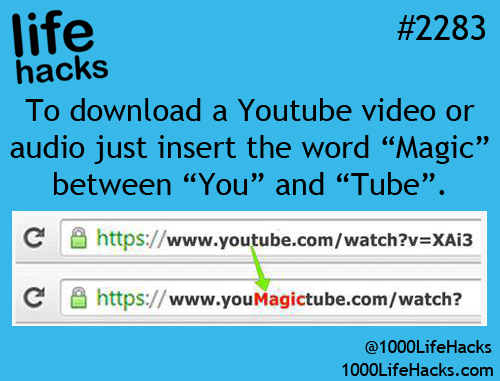 life
hacks
#2283
To download a Youtube video or
audio just insert the word “Magic”
between “You” and “Tube”.
https://www.youtube.com/watch?v=XAi3
https://www.youMagictube.com/watch?
@1000LifeHacks
1000LifeHacks.com